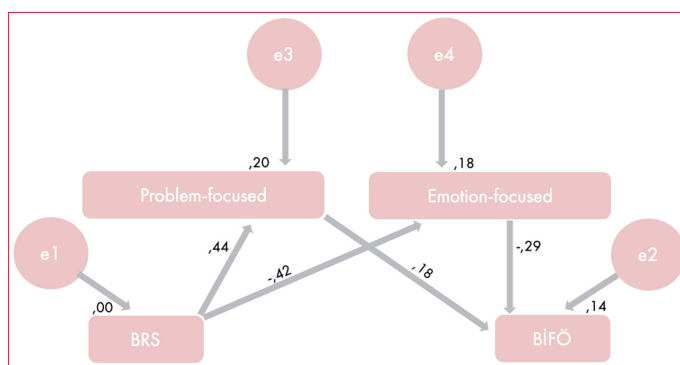 e3
e4
,20
,18
Problem-focused
Emotion-focused
e1
,44
-,42
,18
-,29
e2
,00
,14
BRS
BİFÖ